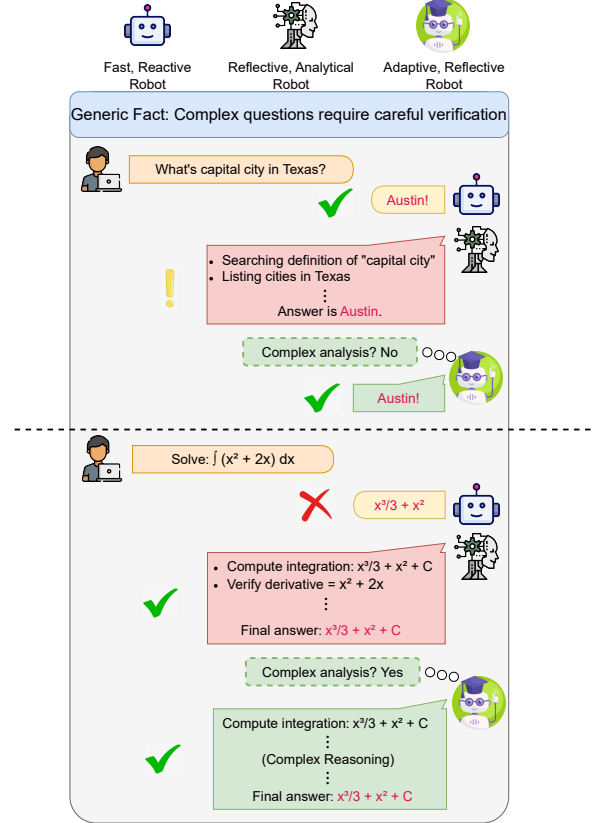 Fast, Reactive
Robot
Reflective, Analytical
Robot
Adaptive, Reflective
Robot
Generic Fact: Complex questions require careful verification
What's capital city in Texas?
Austin!
• Searching definition of "capital city"
• Listing cities in Texas
⋮
Answer is Austin.
Complex analysis? No
Austin!
Solve: ∫ (x² + 2x) dx
x³/3 + x²
• Compute integration: x³/3 + x² + C
• Verify derivative = x² + 2x
⋮
Final answer: x³/3 + x² + C
Complex analysis? Yes
Compute integration: x³/3 + x² + C
⋮
(Complex Reasoning)
⋮
Final answer: x³/3 + x² + C